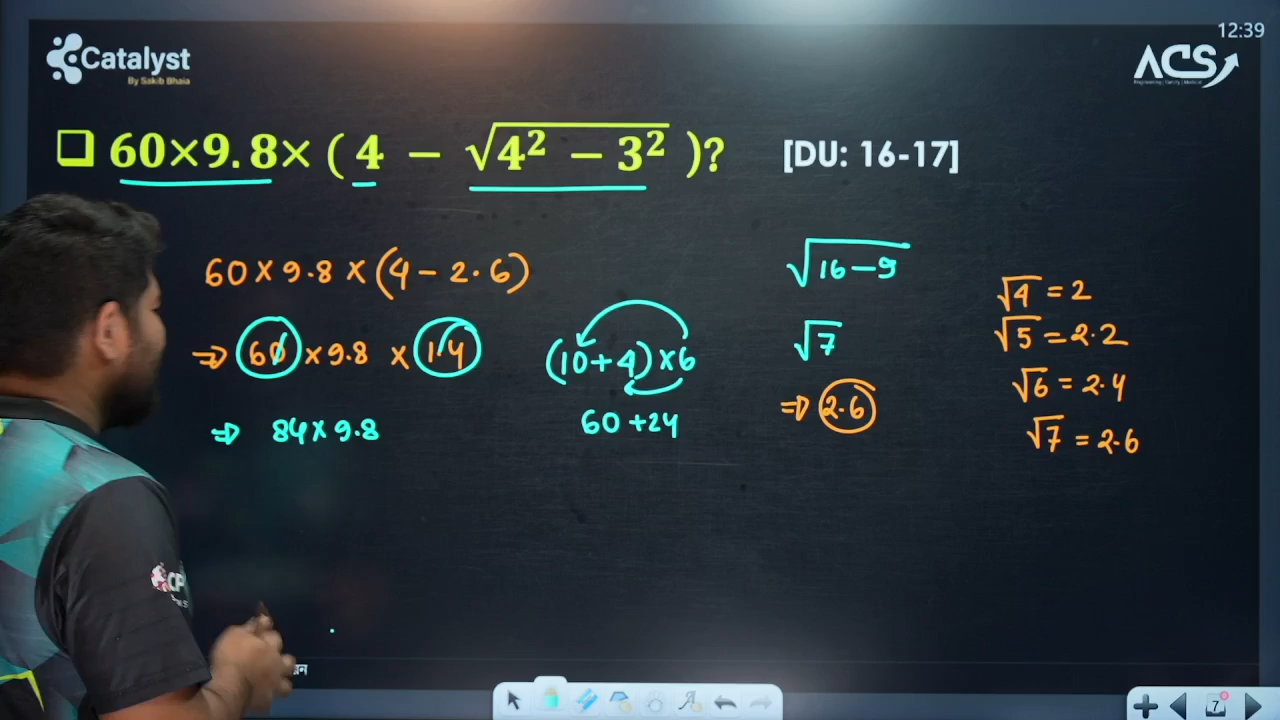 12:39
Catalyst
By Sakib Bhaia
ACS
❑ 60×9.8× ( 4 − √4² − 3² )? [DU: 16-17]
60 × 9.8 × (4 − 2.6)
⇒ 60 × 9.8 × 1.4
⇒ 84 × 9.8
(10+4) × 6
60 + 24
√16 − 9
√7
⇒ 2.6
√4 = 2
√5 = 2.2
√6 = 2.4
√7 = 2.6
CP
7